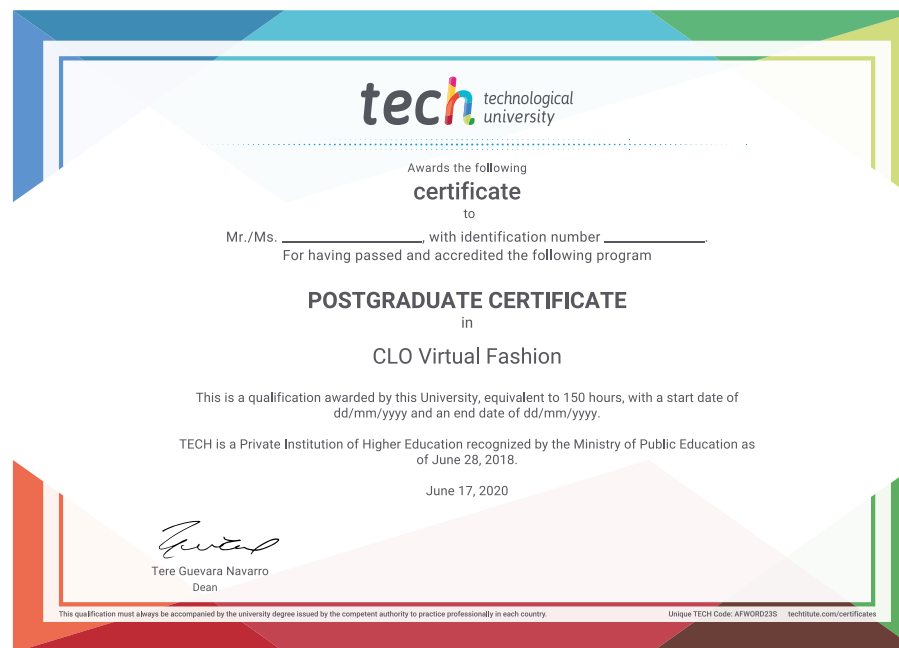 tech technological
university
Awards the following
certificate
to
Mr./Ms. ____________, with identification number ____________.
For having passed and accredited the following program
POSTGRADUATE CERTIFICATE
in
CLO Virtual Fashion
This is a qualification awarded by this University, equivalent to 150 hours, with a start date of
dd/mm/yyyy and an end date of dd/mm/yyyy.
TECH is a Private Institution of Higher Education recognized by the Ministry of Public Education as
of June 28, 2018.
June 17, 2020
Tere Guevara Navarro
Dean
This qualification must always be accompanied by the university degree issued by the competent authority to practice professionally in each country. Unique TECH Code: AFWORD23S techtitute.com/certificates